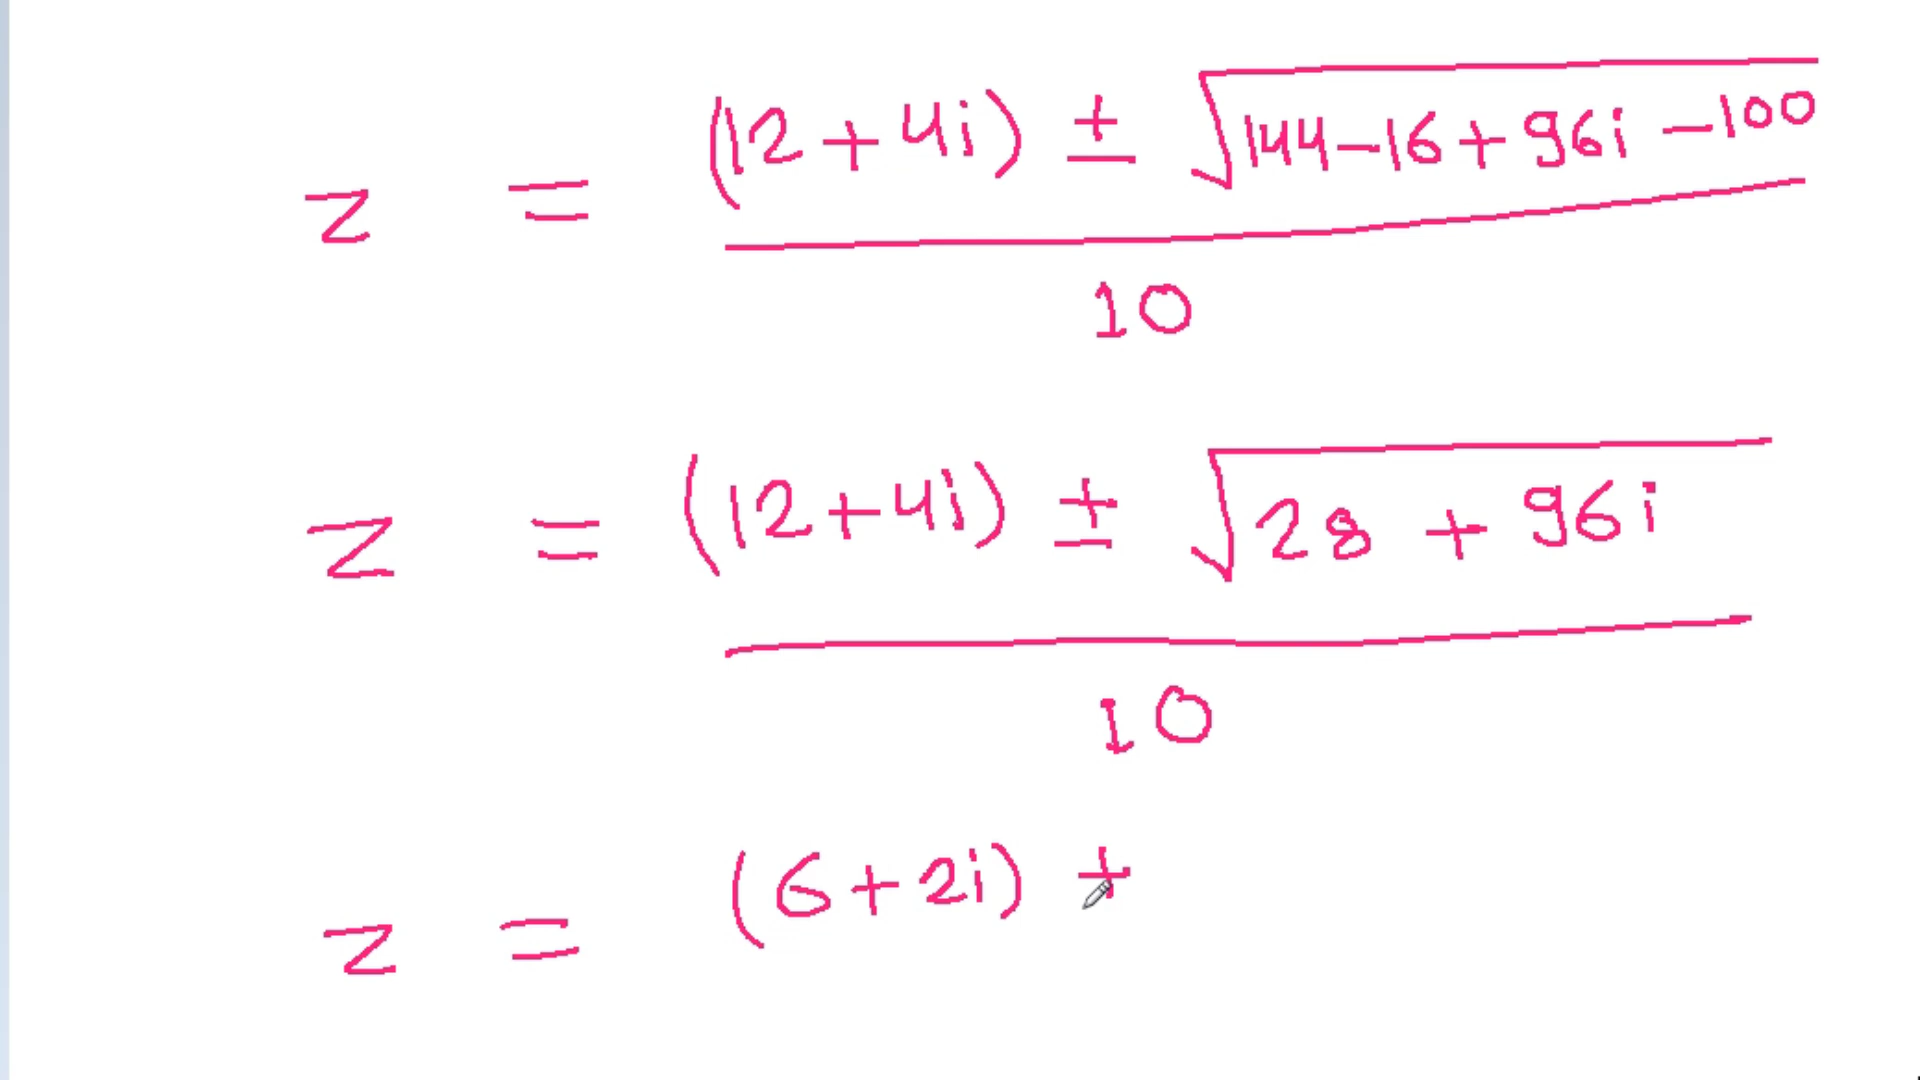 z = (12+4i) ± √144-16+96i-100
10
z = (12+4i) ± √28 + 96i
10
z = (6+2i) +